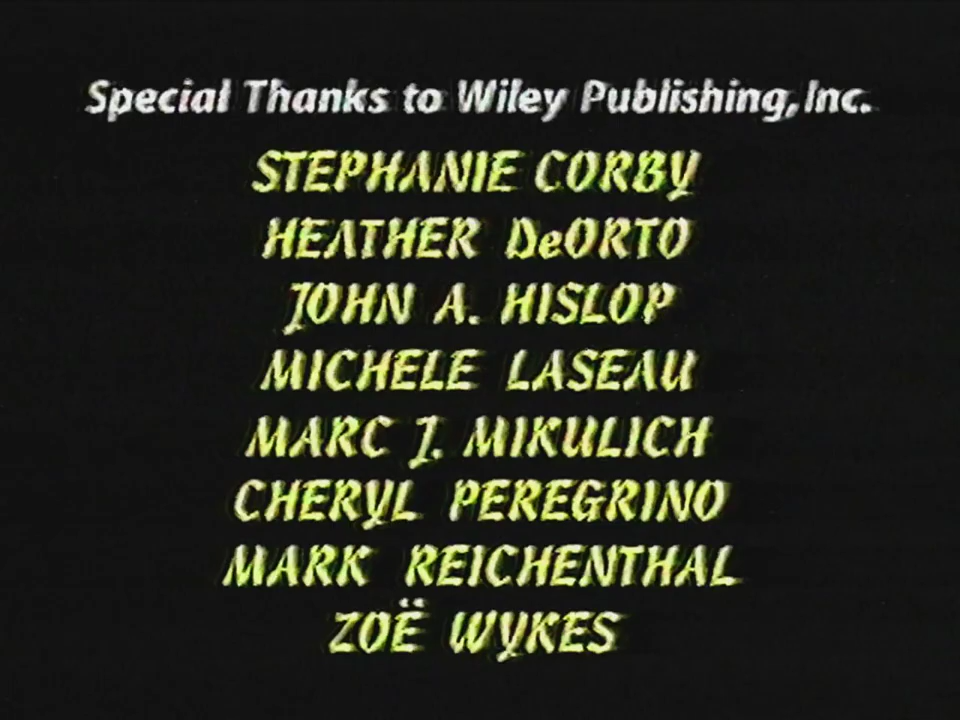 Special Thanks to Wiley Publishing, Inc.
STEPHANIE CORBY
HEATHER DeORTO
JOHN A. HISLOP
MICHELE LASEAU
MARC J. MIKULICH
CHERYL PEREGRINO
MARK REICHENTHAL
ZOË WYKES